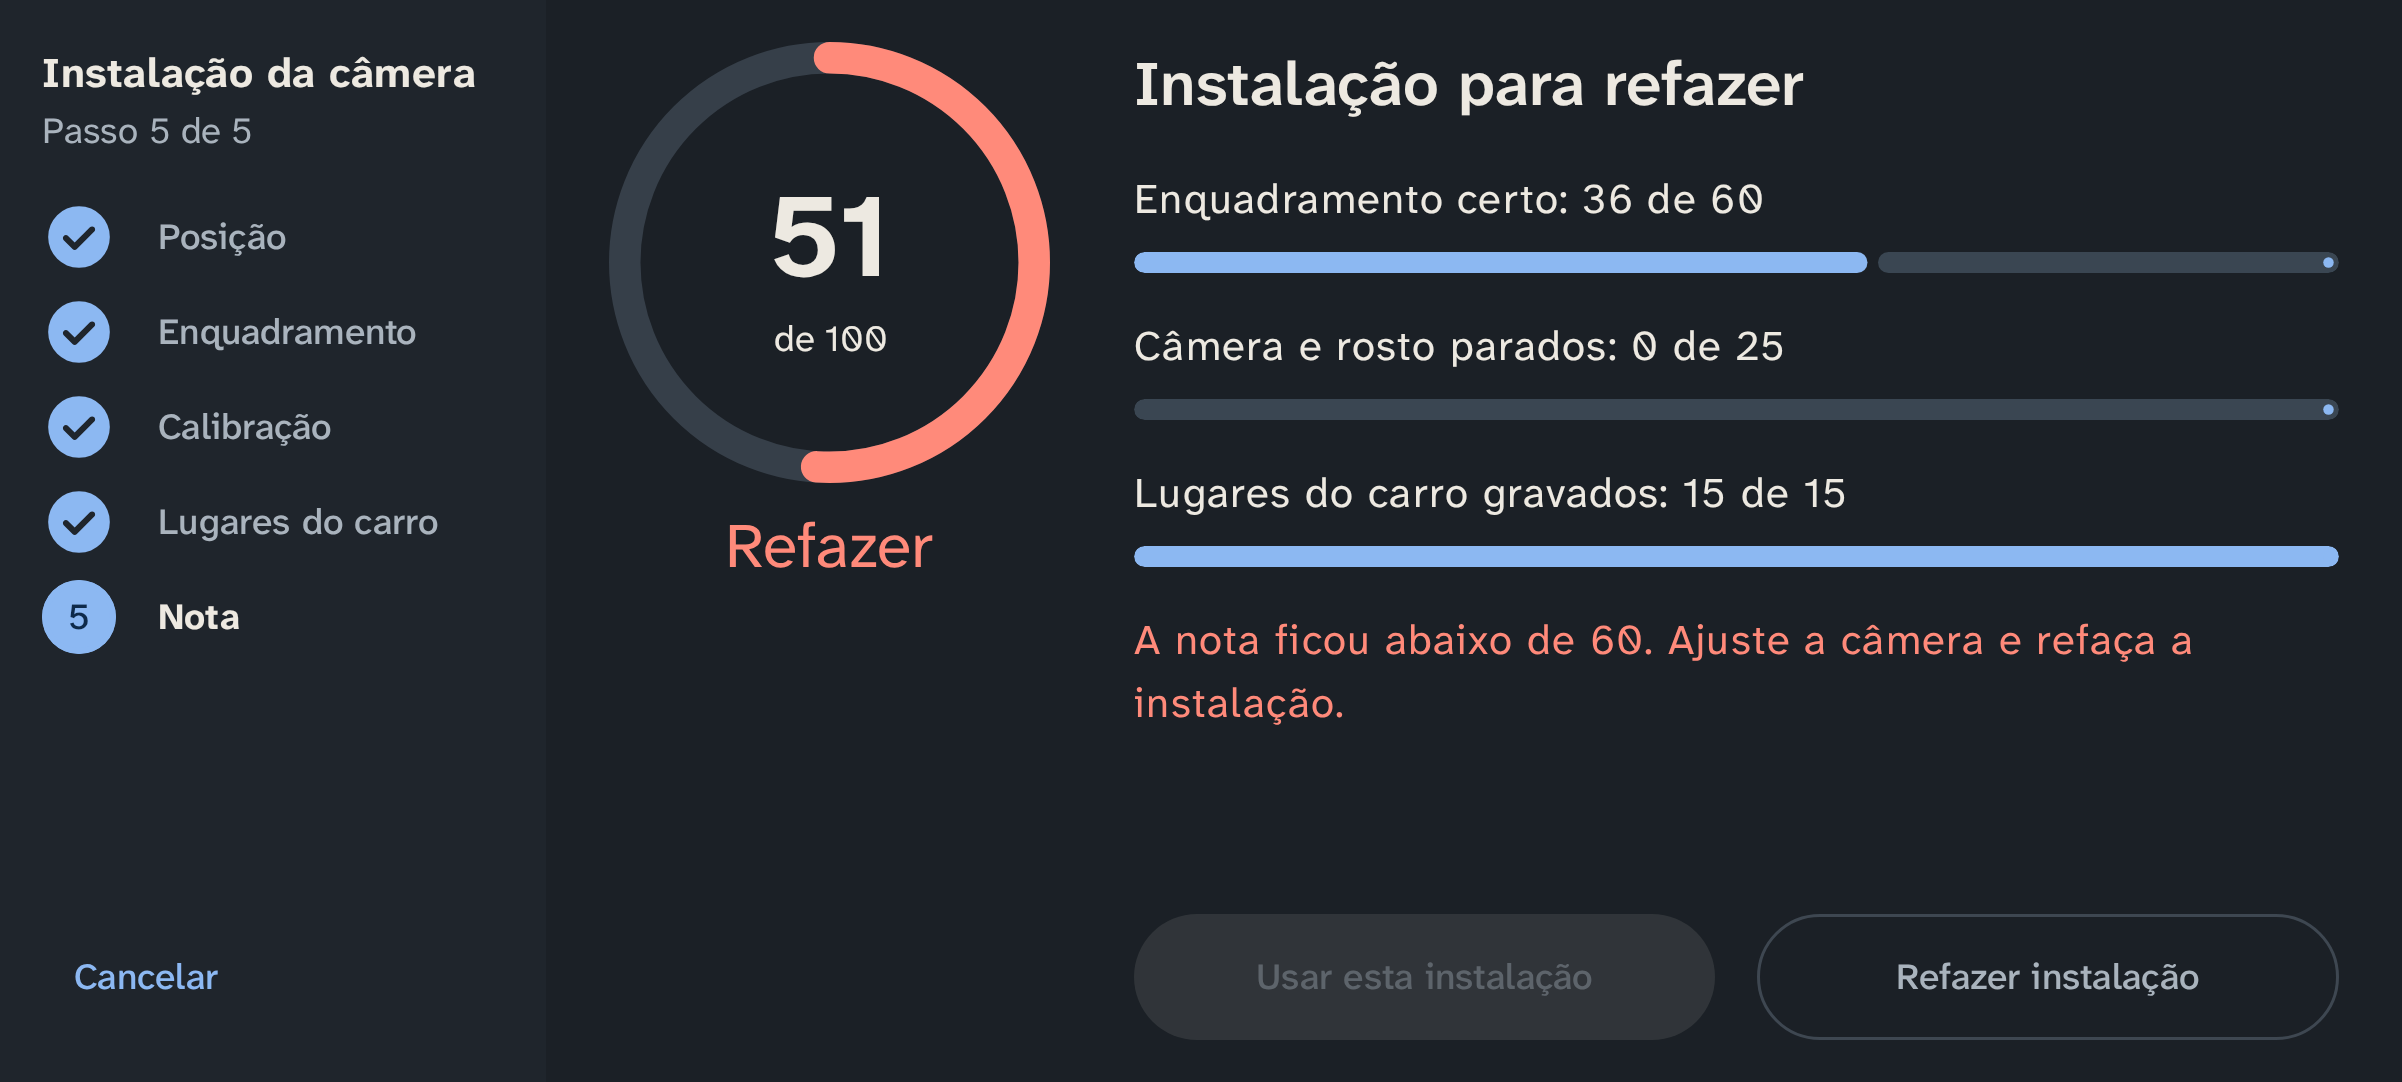 Instalação da câmera
Passo 5 de 5
Posição
Enquadramento
Calibração
Lugares do carro
5 Nota
Cancelar
51
de 100
Refazer
Instalação para refazer
Enquadramento certo: 36 de 60
Câmera e rosto parados: 0 de 25
Lugares do carro gravados: 15 de 15
A nota ficou abaixo de 60. Ajuste a câmera e refaça a
instalação.
Usar esta instalação
Refazer instalação